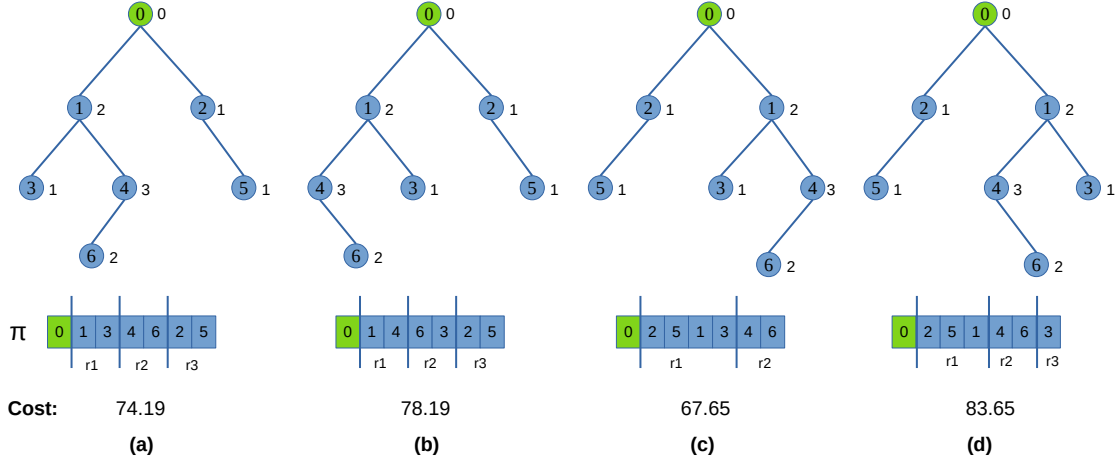 0 0 0 0 0 0 0 0
1 2 2 1 1 2 2 1 2 1 1 2 2 1 1 2
3 1 4 3 5 1 4 3 3 1 5 1 5 1 3 1 4 3 5 1 4 3 3 1
6 2 6 2 6 2 6 2
π 0 1 3 4 6 2 5 0 1 4 6 3 2 5 0 2 5 1 3 4 6 0 2 5 1 4 6 3
r1 r2 r3 r1 r2 r3 r1 r2 r1 r2 r3
Cost: 74.19 78.19 67.65 83.65
(a) (b) (c) (d)